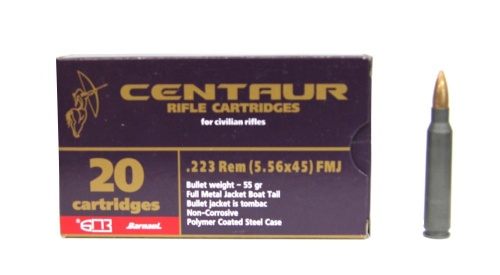 CENTAUR
RIFLE CARTRIDGES
for civilian rifles
.223 Rem (5.56x45) FMJ
20
cartridges
Bullet weight - 55 gr
Full Metal Jacket Boat Tail
Bullet jacket is tombac
Non-Corrosive
Polymer Coated Steel Case
Barnaul